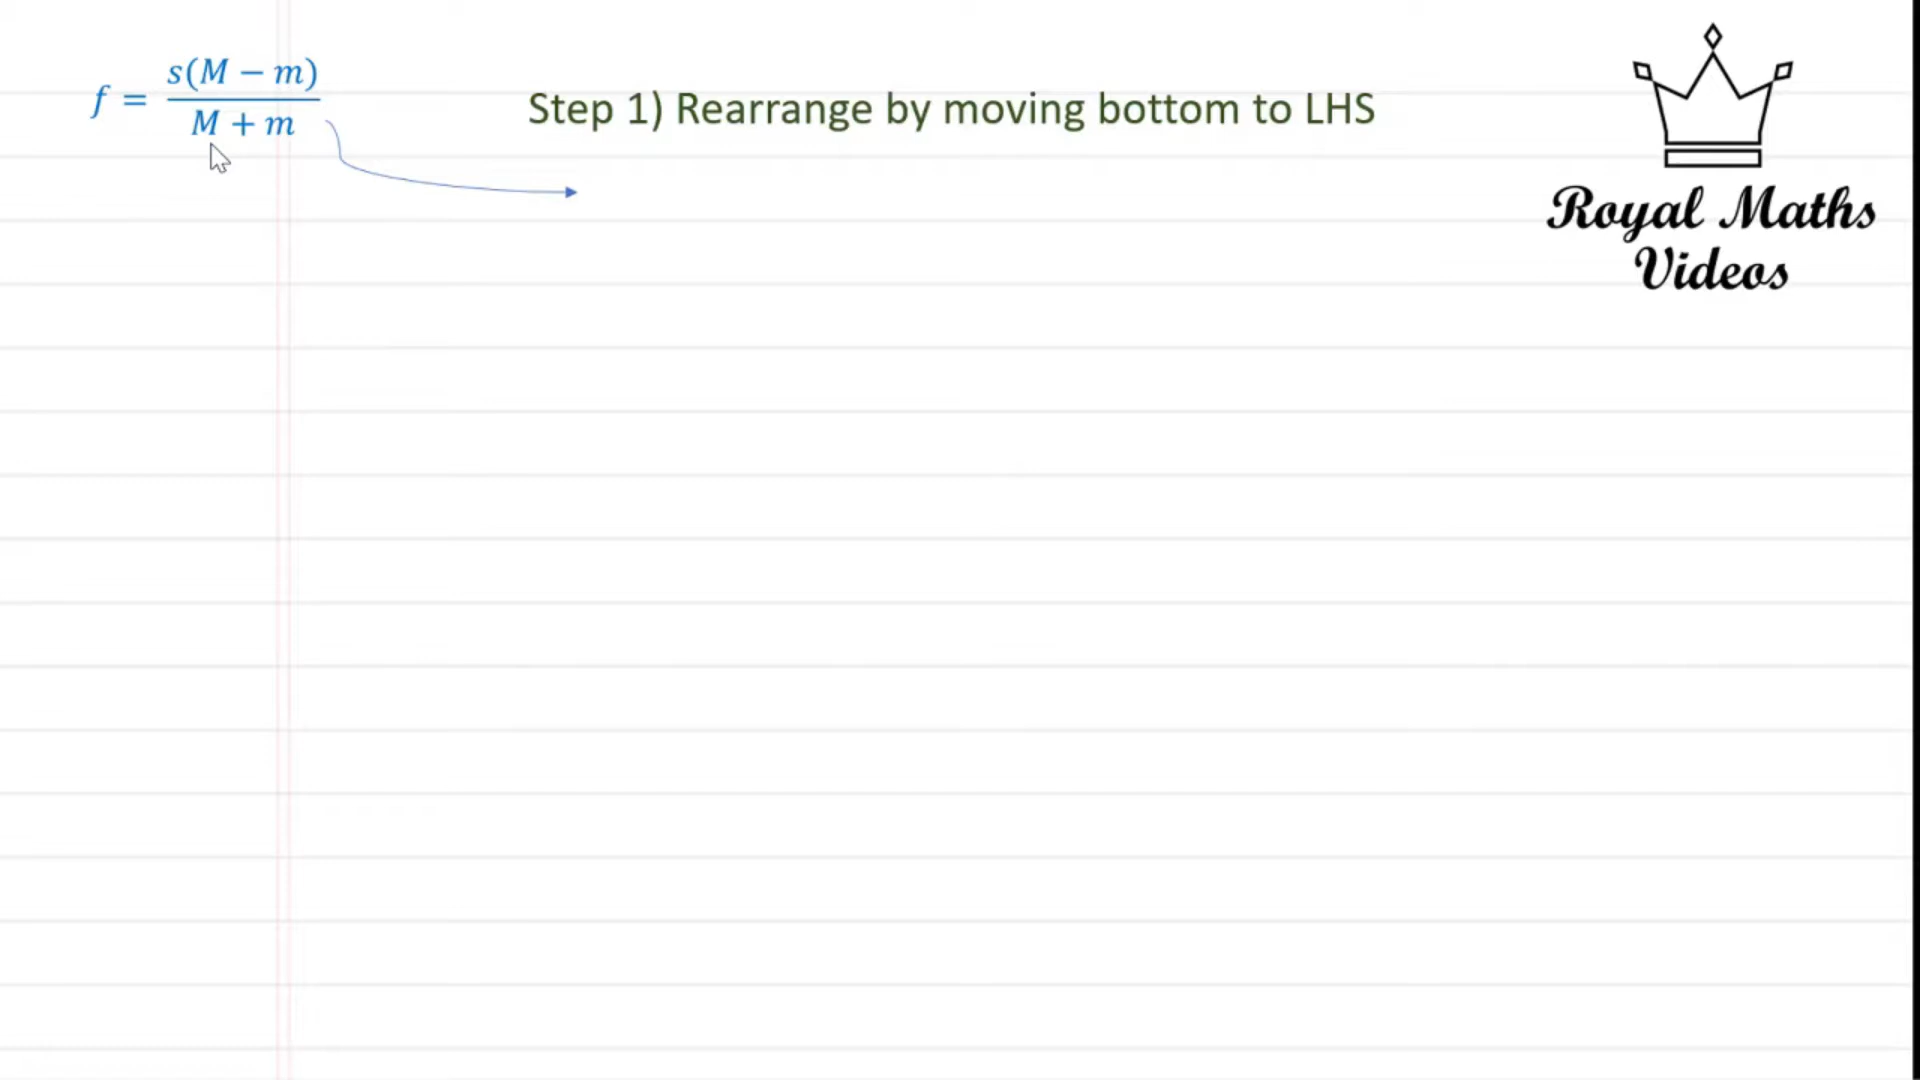 f = s(M − m) / M + m
Step 1) Rearrange by moving bottom to LHS
Royal Maths
Videos